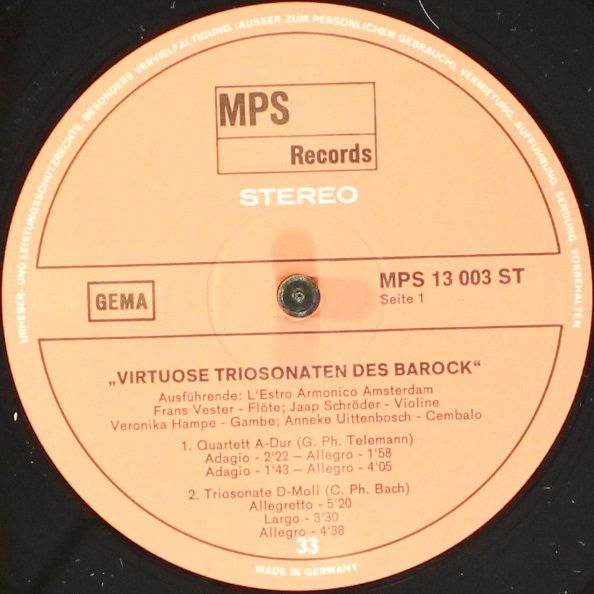 URHEBER- UND LEISTUNGSSCHUTZRECHTE, BESONDERS VERVIELFÄLTIGUNG (AUSSER ZUM PERSÖNLICHEN GEBRAUCH), VERMIETUNG, AUFFÜHRUNG, SENDUNG, VORBEHALTEN
MPS
Records
STEREO
GEMA
MPS 13 003 ST
Seite 1
„VIRTUOSE TRIOSONATEN DES BAROCK“
Ausführende: L'Estro Armonico Amsterdam
Frans Vester - Flöte; Jaap Schröder - Violine
Veronika Hampe - Gambe; Anneke Uittenbosch - Cembalo
1. Quartett A-Dur (G. Ph. Telemann)
Adagio - 2'22 — Allegro - 1'58
Adagio - 1'43 — Allegro - 4'05
2. Triosonate D-Moll (C. Ph. Bach)
Allegretto - 5'20
Largo - 3'30
Allegro - 4'38
33
MADE IN GERMANY